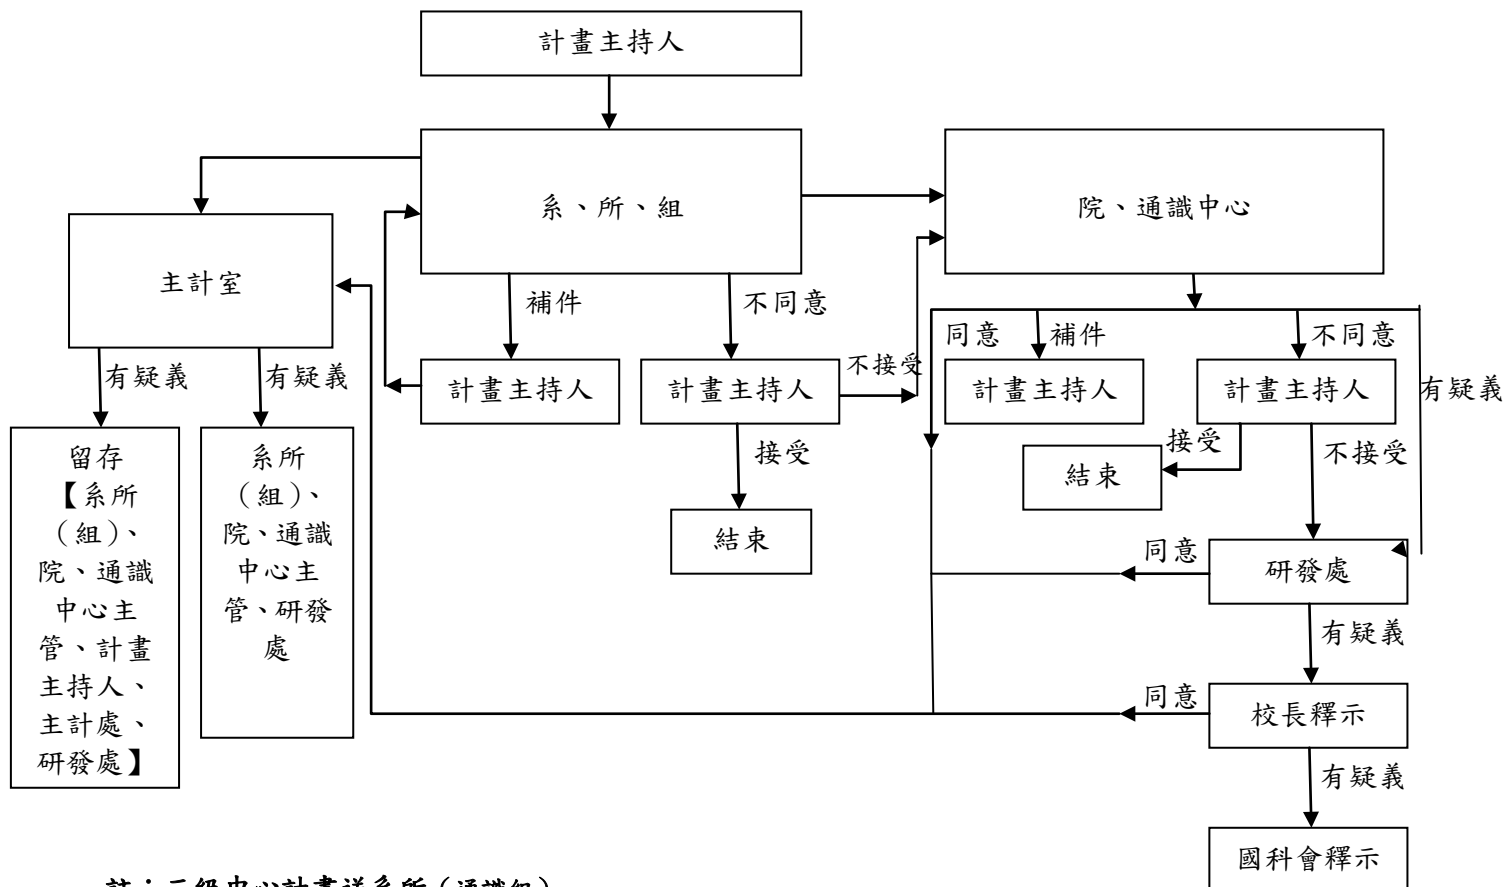 計畫主持人
系、所、組
院、通識中心
主計室
補件
不同意
同意
補件
不同意
有疑義
有疑義
不接受
有疑義
計畫主持人
計畫主持人
計畫主持人
計畫主持人
接受
接受
不接受
結束
結束
留存
【系所
（組）、
院、通識
中心主
管、計畫
主持人、
主計處、
研發處】
系所
（組）、
院、通識
中心主
管、研發
處
同意
研發處
有疑義
同意
校長釋示
有疑義
國科會釋示